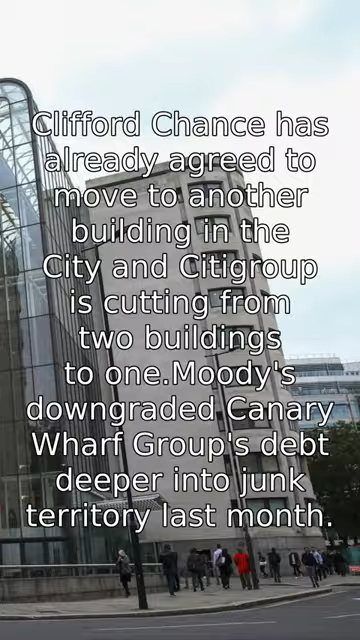 Clifford Chance has
already agreed to
move to another
building in the
City and Citigroup
is cutting from
two buildings
to one.Moody's
downgraded Canary
Wharf Group's debt
deeper into junk
territory last month.